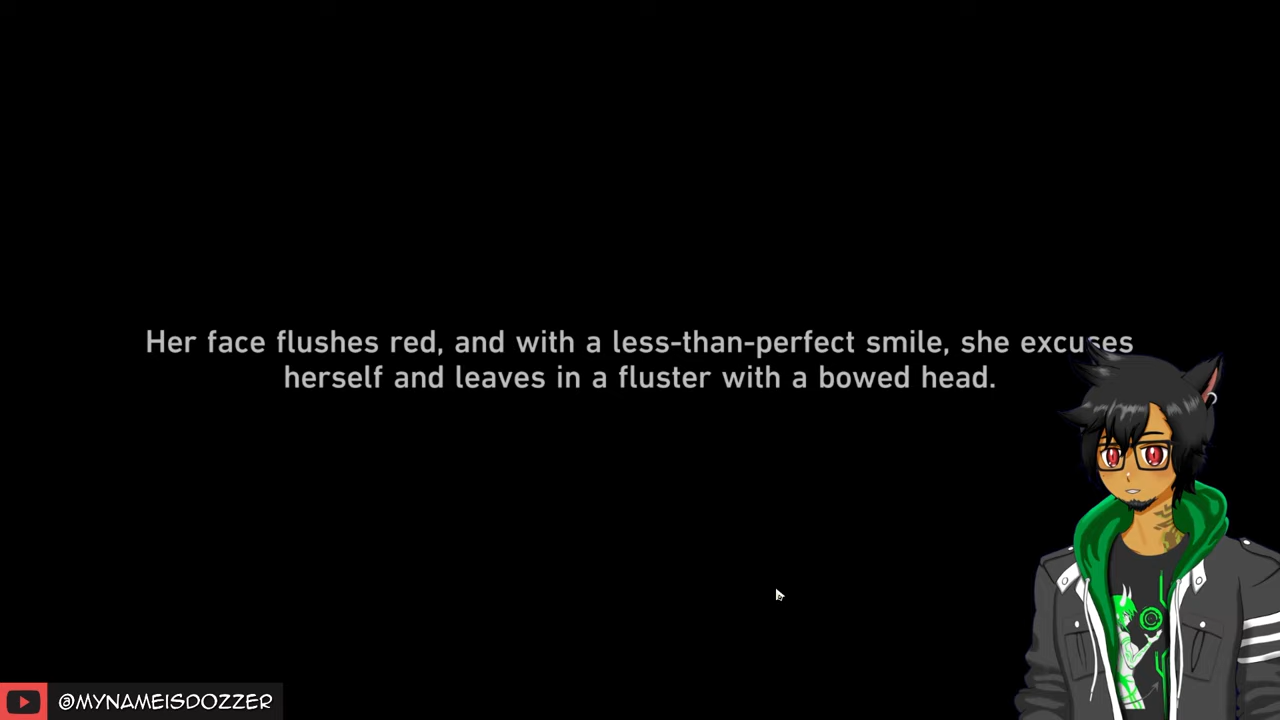 Her face flushes red, and with a less-than-perfect smile, she excuses
herself and leaves in a fluster with a bowed head.
@MYNAMEISDOZZER